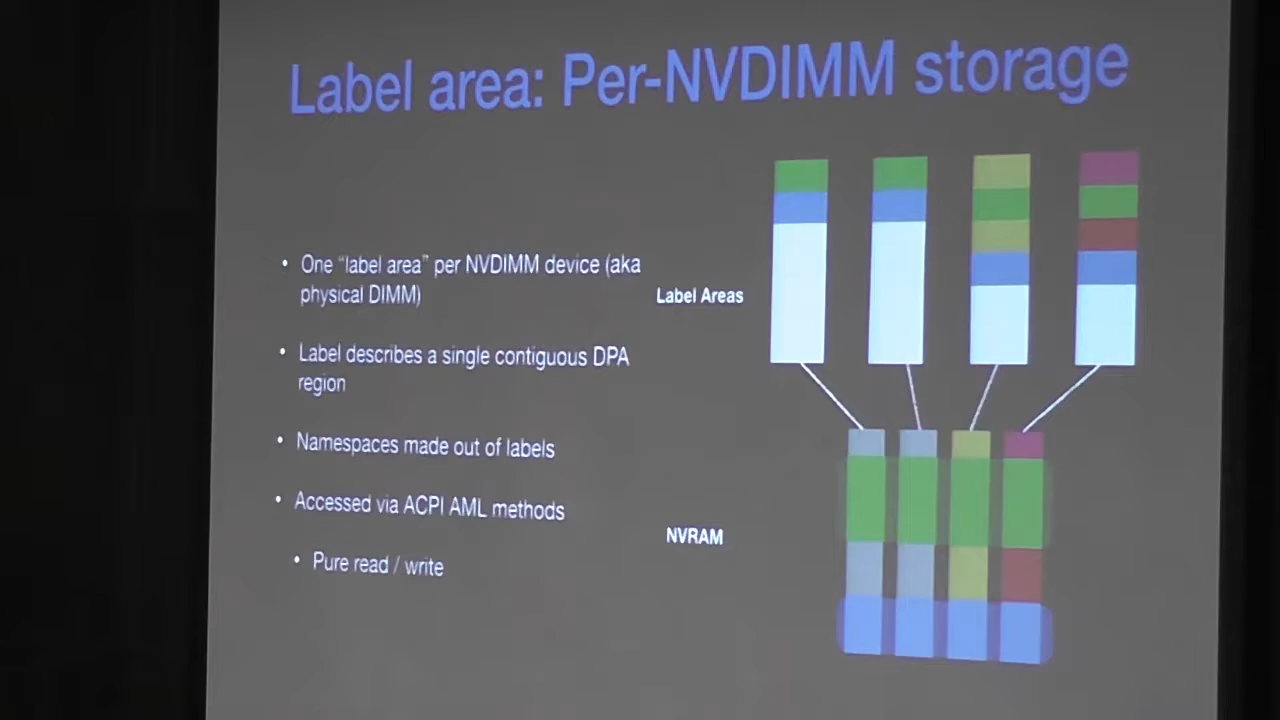 Label area: Per-NVDIMM storage
• One “label area” per NVDIMM device (aka
physical DIMM)
• Label describes a single contiguous DPA
region
• Namespaces made out of labels
• Accessed via ACPI AML methods
• Pure read / write
Label Areas
NVRAM